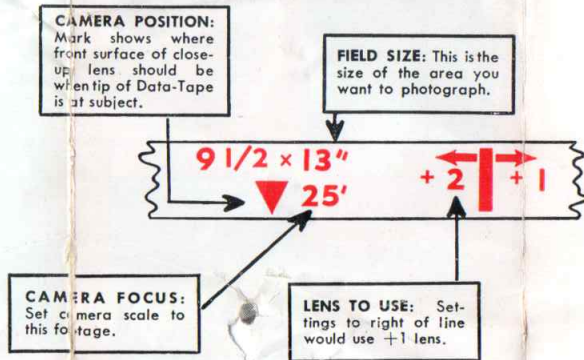 CAMERA POSITION:
Mark shows where
front surface of close-
up lens should be
when tip of Data-Tape
is at subject.
FIELD SIZE: This is the
size of the area you
want to photograph.
9 1/2 × 13"
25'
+ 2
+ 1
CAMERA FOCUS:
Set camera scale to
this footage.
LENS TO USE: Set-
tings to right of line
would use +1 lens.